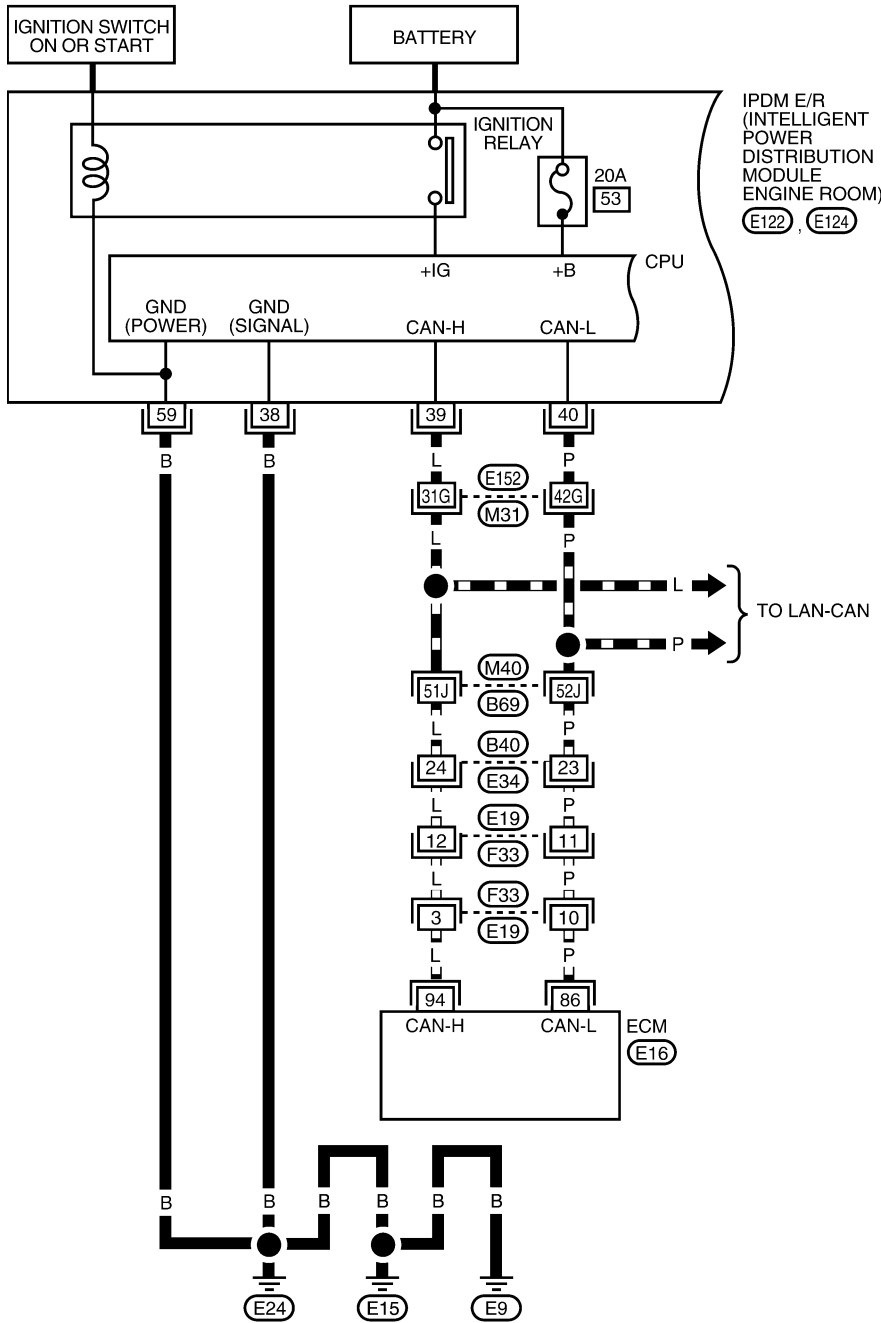 IGNITION SWITCH
ON OR START
BATTERY
IPDM E/R
(INTELLIGENT
POWER
DISTRIBUTION
MODULE
ENGINE ROOM)
E122 , E124
IGNITION
RELAY
20A
53
CPU
+IG
+B
GND
(POWER)
GND
(SIGNAL)
CAN-H
CAN-L
59
38
39
40
B
B
L
P
31G
E152
M31
42G
L
P
L
P
TO LAN-CAN
51J
M40
B69
52J
L
P
24
B40
E34
23
L
P
12
E19
F33
11
L
P
3
F33
E19
10
L
P
94
86
CAN-H
CAN-L
ECM
E16
B
B
B
B
B
B
E24
E15
E9